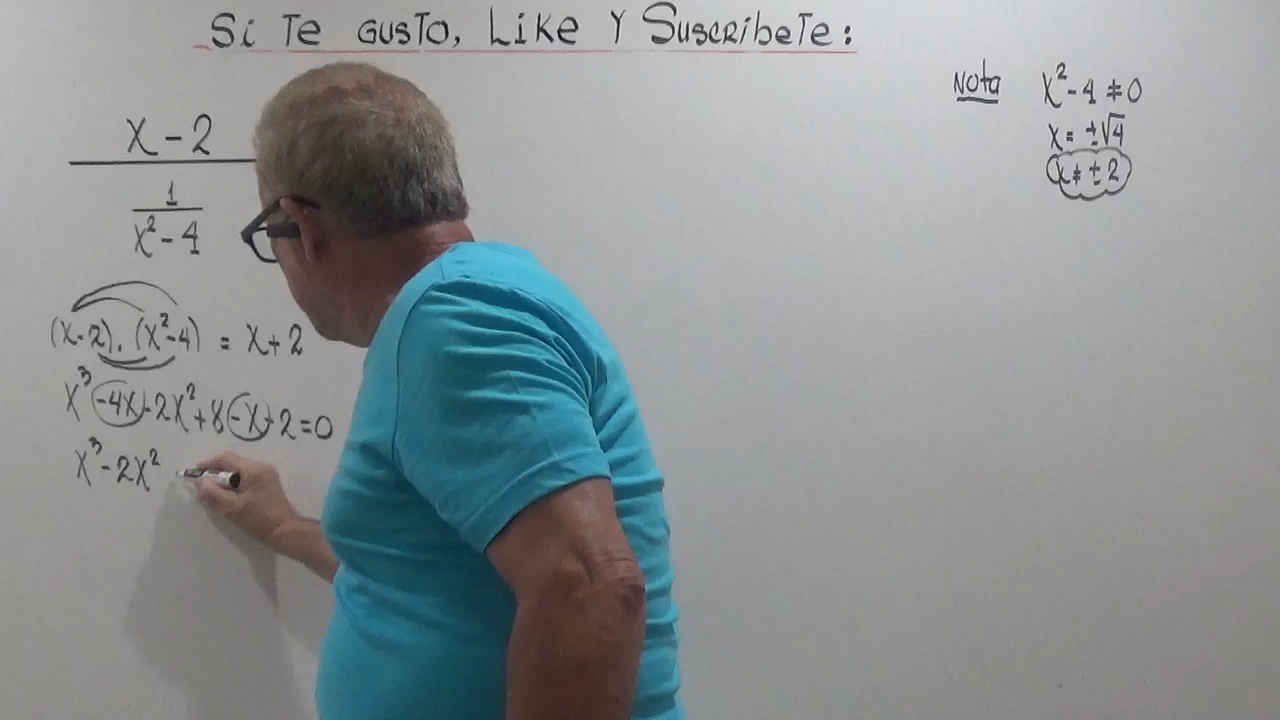 Si Te GUSTO, Like Y SUSCRIbeTe:
Nota x² - 4 ≠ 0
x = ±√4
x ≠ ± 2
x - 2
1
x² - 4
(x - 2) . (x² - 4) = x + 2
x³ - 4x - 2x² + 8 - x - 2 = 0
x³ - 2x²